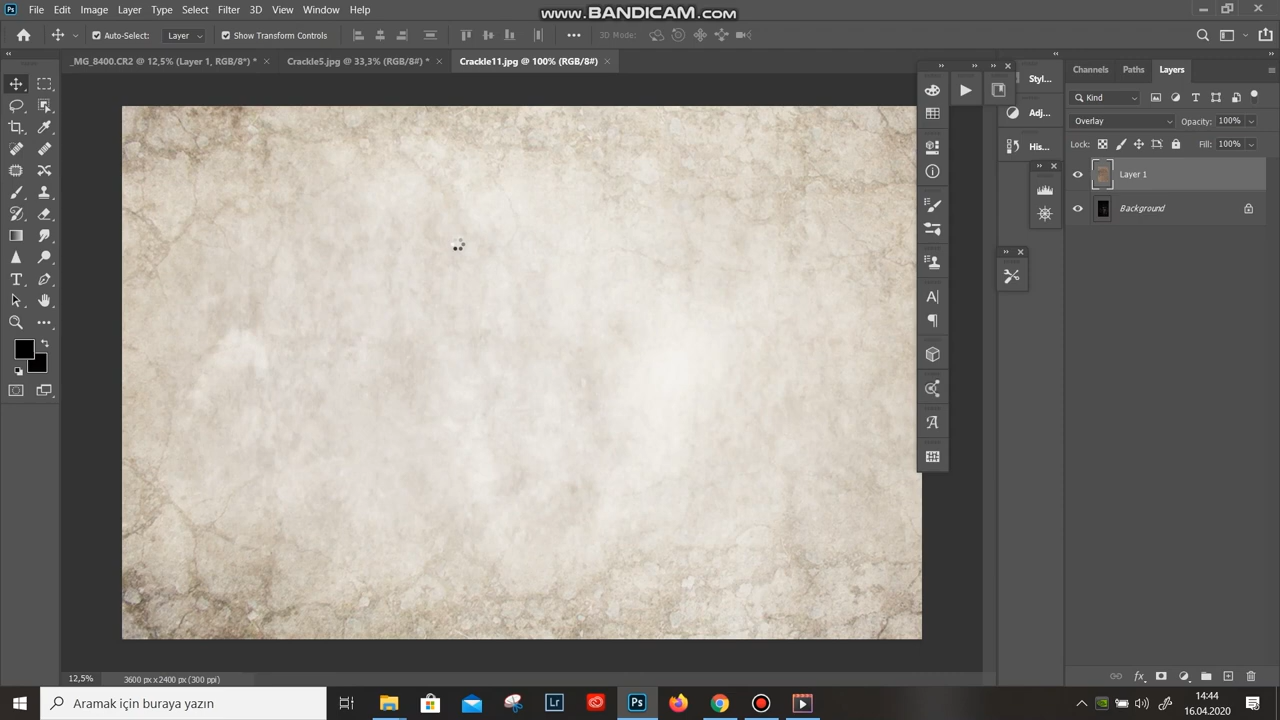 www.BANDICAM.com
Ps File Edit Image Layer Type Select Filter 3D View Window Help
Auto-Select: Layer Show Transform Controls 3D Mode:
_MG_8400.CR2 @ 12,5% (Layer 1, RGB/8*) * Crackle5.jpg @ 33,3% (RGB/8#) * Crackle11.jpg @ 100% (RGB/8#)
Channels Paths Layers
Styl...
Kind
Adj...
Overlay Opacity: 100%
His...
Lock: Fill: 100%
Layer 1
Background
12,5% 3600 px x 2400 px (300 ppi)
Aramak için buraya yazın
Lr
Ps
14:44
16.04.2020